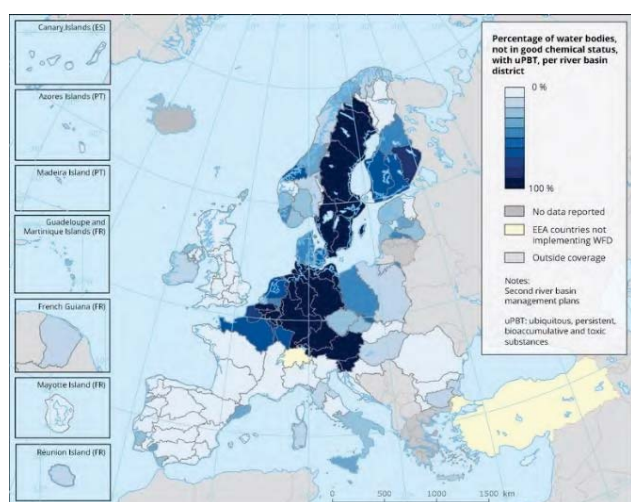 Canary Islands (ES)
Azores Islands (PT)
Madeira Island (PT)
Guadeloupe and
Martinique Islands (FR)
French Guiana (FR)
Mayotte Island (FR)
Réunion Island (FR)
Percentage of water bodies,
not in good chemical status,
with uPBT, per river basin
district
0 %
100 %
No data reported
EEA countries not
implementing WFD
Outside coverage
Notes:
Second river basin
management plans
uPBT: ubiquitous, persistent,
bioaccumulative and toxic
substances
0 500 1000 1500 km